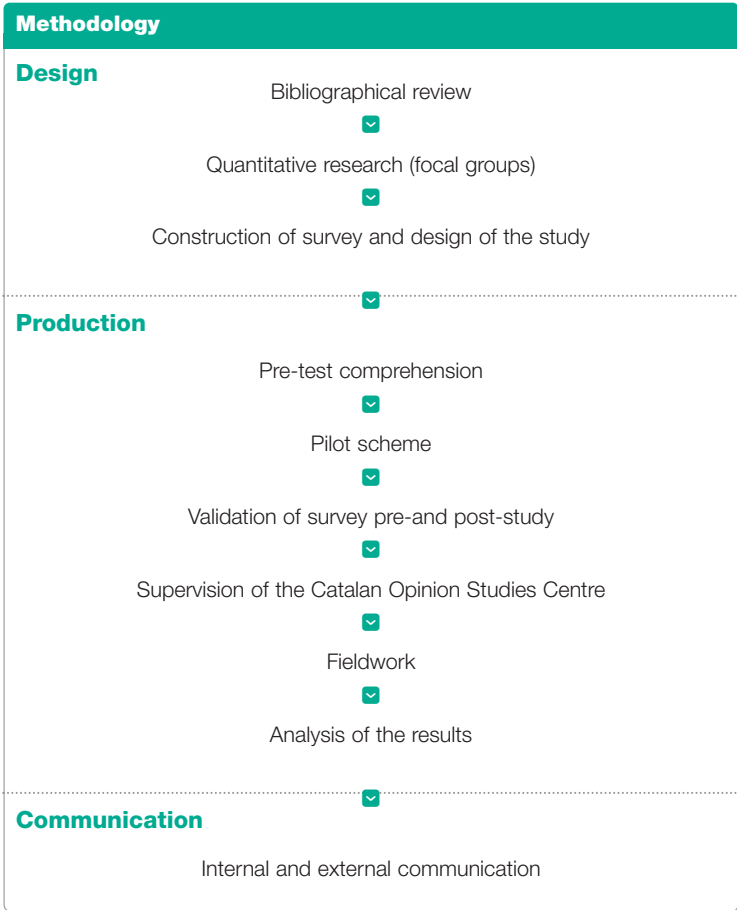 Methodology
Design
Bibliographical review
Quantitative research (focal groups)
Construction of survey and design of the study
Production
Pre-test comprehension
Pilot scheme
Validation of survey pre-and post-study
Supervision of the Catalan Opinion Studies Centre
Fieldwork
Analysis of the results
Communication
Internal and external communication